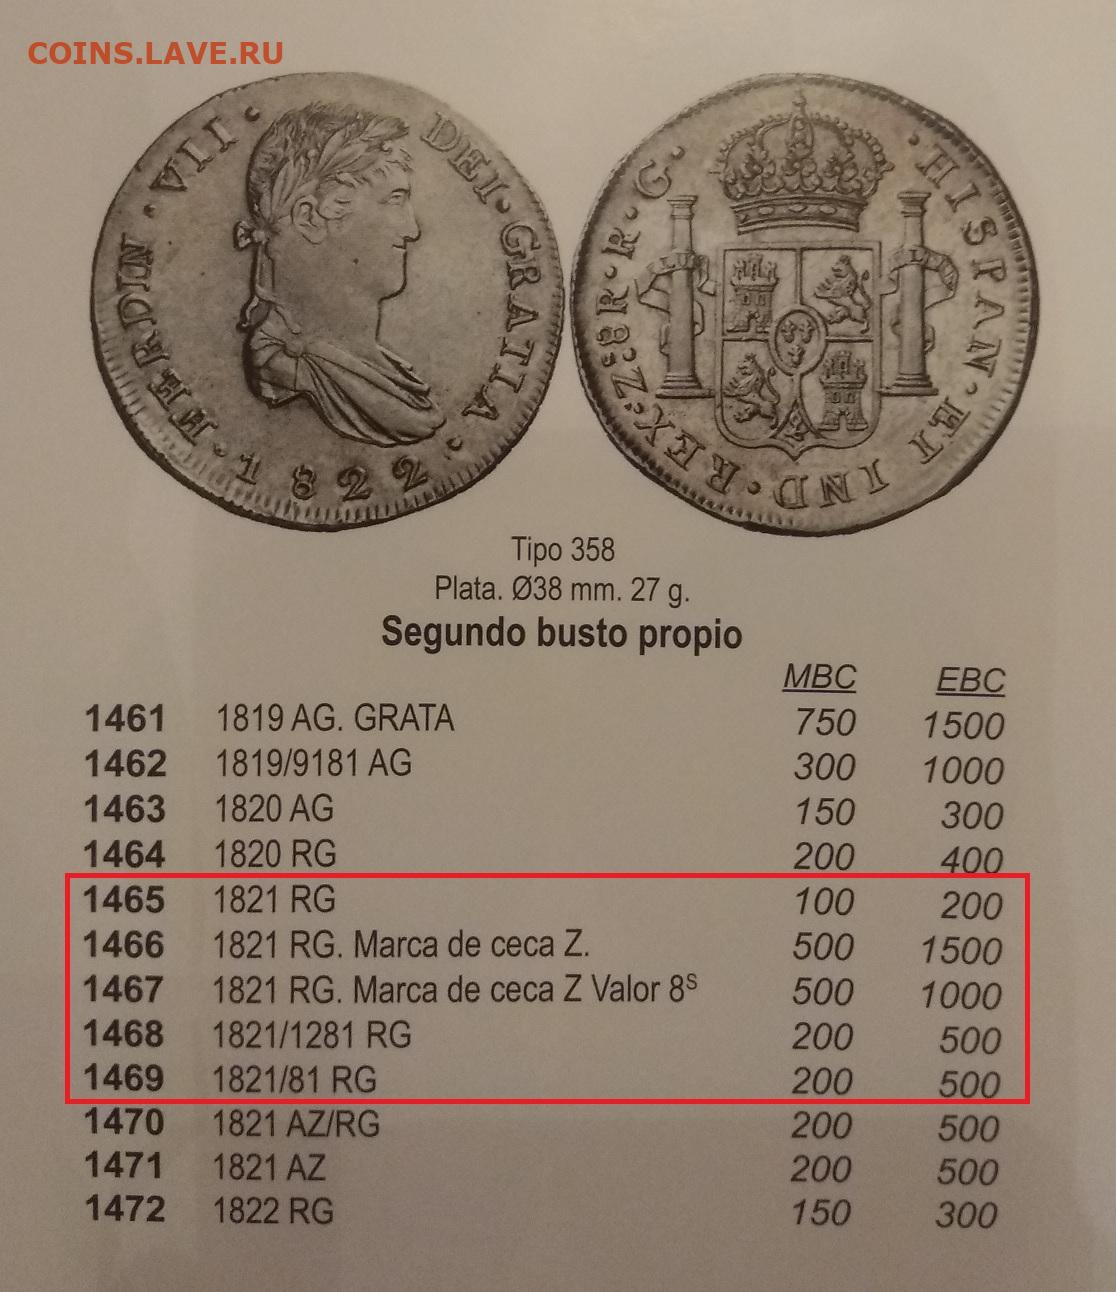 COINS.LAVE.RU
FERDIN · VII · DEI · GRATIA · 1822 ·
· HISPAN · ET IND · REX · Zs · 8R · R · G ·
Tipo 358
Plata. Ø38 mm. 27 g.
Segundo busto propio
MBC EBC
1461 1819 AG. GRATA 750 1500
1462 1819/9181 AG 300 1000
1463 1820 AG 150 300
1464 1820 RG 200 400
1465 1821 RG 100 200
1466 1821 RG. Marca de ceca Z. 500 1500
1467 1821 RG. Marca de ceca Z Valor 8ˢ 500 1000
1468 1821/1281 RG 200 500
1469 1821/81 RG 200 500
1470 1821 AZ/RG 200 500
1471 1821 AZ 200 500
1472 1822 RG 150 300